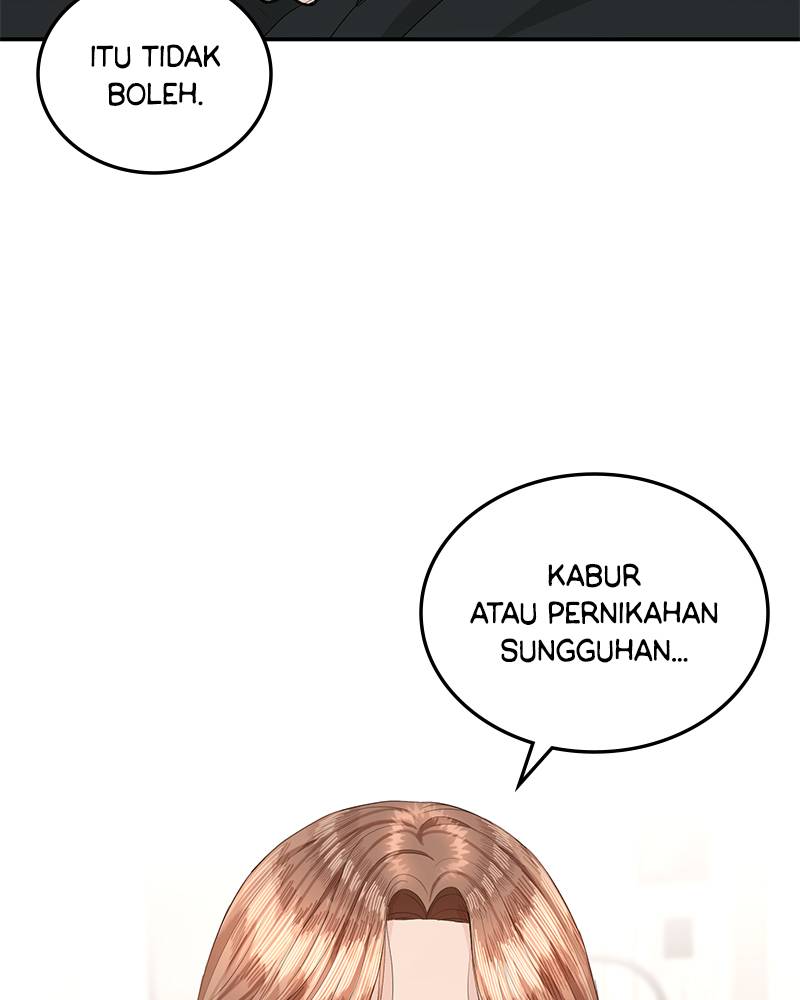 ITU TIDAK
BOLEH.
KABUR
ATAU PERNIKAHAN
SUNGGUHAN...